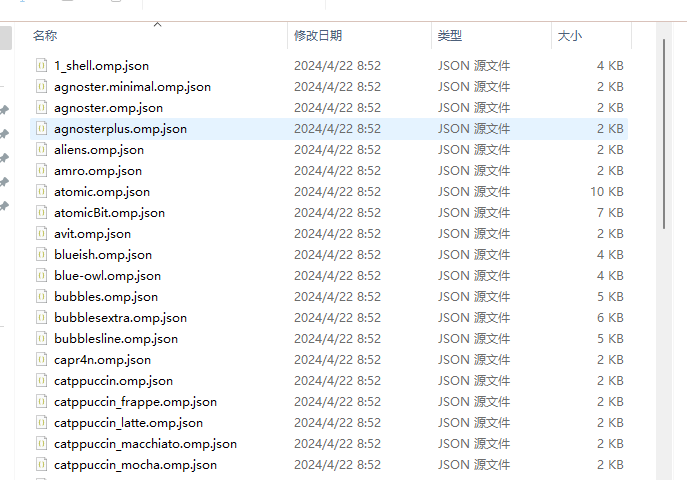 名称 修改日期 类型 大小
1_shell.omp.json 2024/4/22 8:52 JSON 源文件 4 KB
agnoster.minimal.omp.json 2024/4/22 8:52 JSON 源文件 2 KB
agnoster.omp.json 2024/4/22 8:52 JSON 源文件 2 KB
agnosterplus.omp.json 2024/4/22 8:52 JSON 源文件 2 KB
aliens.omp.json 2024/4/22 8:52 JSON 源文件 2 KB
amro.omp.json 2024/4/22 8:52 JSON 源文件 2 KB
atomic.omp.json 2024/4/22 8:52 JSON 源文件 10 KB
atomicBit.omp.json 2024/4/22 8:52 JSON 源文件 7 KB
avit.omp.json 2024/4/22 8:52 JSON 源文件 2 KB
blueish.omp.json 2024/4/22 8:52 JSON 源文件 4 KB
blue-owl.omp.json 2024/4/22 8:52 JSON 源文件 4 KB
bubbles.omp.json 2024/4/22 8:52 JSON 源文件 5 KB
bubblesextra.omp.json 2024/4/22 8:52 JSON 源文件 6 KB
bubblesline.omp.json 2024/4/22 8:52 JSON 源文件 5 KB
capr4n.omp.json 2024/4/22 8:52 JSON 源文件 2 KB
catppuccin.omp.json 2024/4/22 8:52 JSON 源文件 2 KB
catppuccin_frappe.omp.json 2024/4/22 8:52 JSON 源文件 2 KB
catppuccin_latte.omp.json 2024/4/22 8:52 JSON 源文件 2 KB
catppuccin_macchiato.omp.json 2024/4/22 8:52 JSON 源文件 2 KB
catppuccin_mocha.omp.json 2024/4/22 8:52 JSON 源文件 2 KB